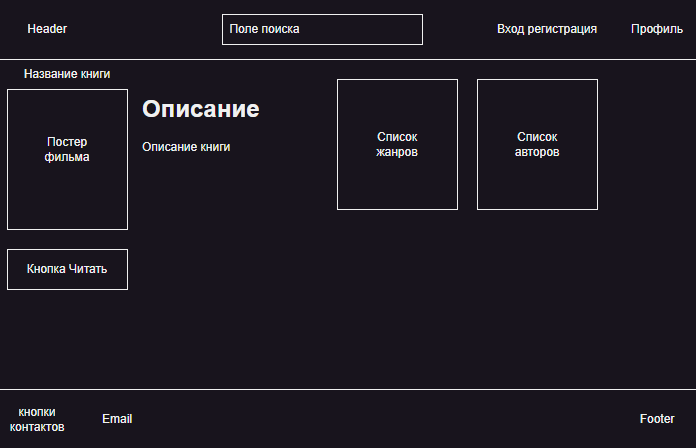 Header
Поле поиска
Вход регистрация
Профиль
Название книги
Постер
фильма
Описание
Описание книги
Список
жанров
Список
авторов
Кнопка Читать
кнопки
контактов
Email
Footer